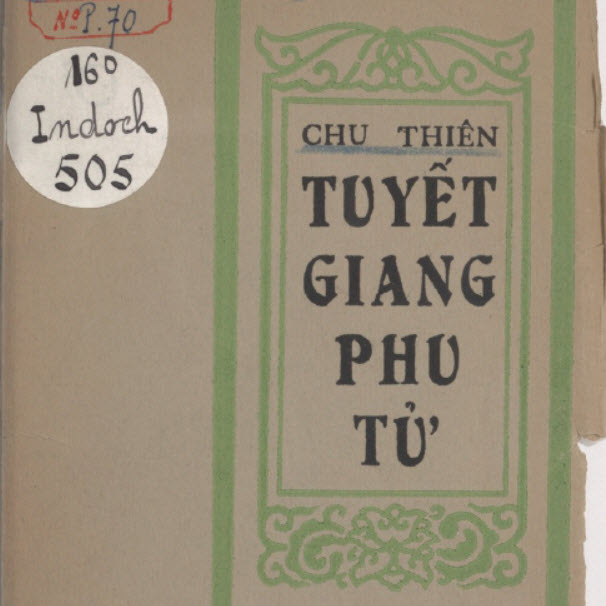 Nº P.70
16º
Indoch
505
CHU THIÊN
TUYẾT
GIANG
PHU
TỬ